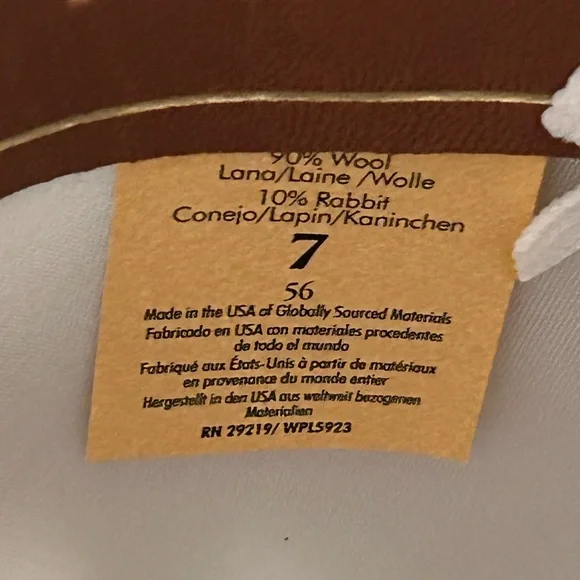 90% Wool
Lana/Laine /Wolle
10% Rabbit
Conejo/Lapin/Kaninchen
7
56
Made in the USA of Globally Sourced Materials
Fabricado en USA con materiales procedentes
de todo el mundo
Fabriqué aux États-Unis à partir de matériaux
en provenance du monde entier
Hergestellt in den USA aus weltweit bezogenen
Materialien
RN 29219/ WPL5923